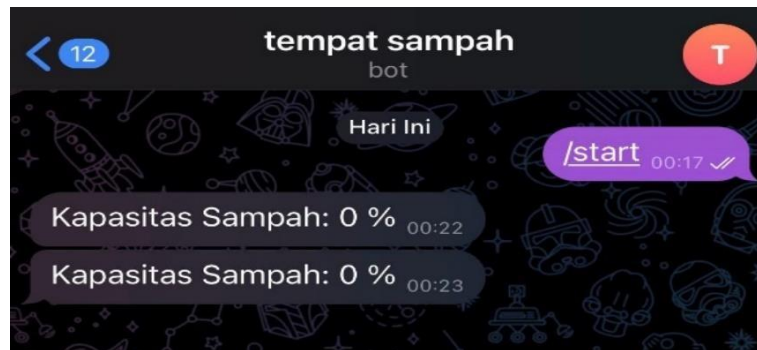 12
tempat sampah
bot
T
Hari Ini
/start 00:17
Kapasitas Sampah: 0 % 00:22
Kapasitas Sampah: 0 % 00:23